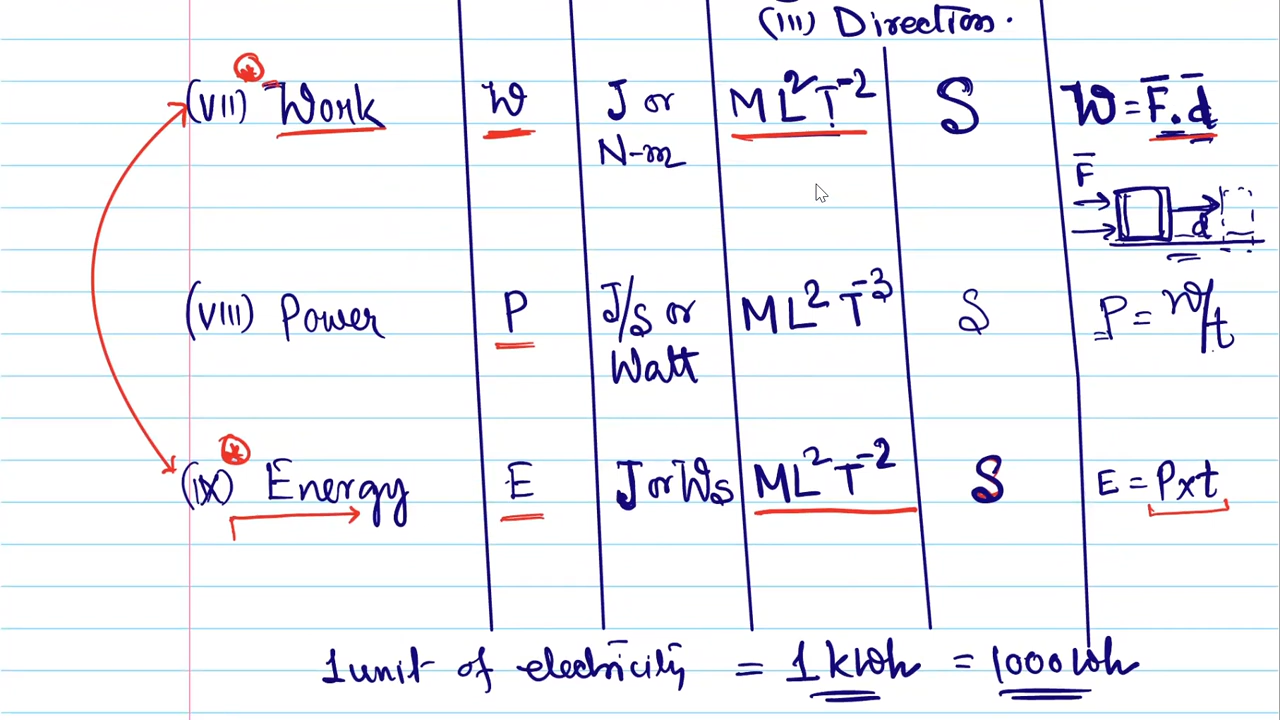 (iii) Direction.
(vii) Work W J or ML²T⁻² S W = F̅.d̅
N-m
F̅
d
(viii) Power P J/s or ML²T⁻³ S P = W/t
Watt
(ix) Energy E J or Ws ML²T⁻² S E = Pxt
1 unit of electricity = 1 kWh = 1000 Wh